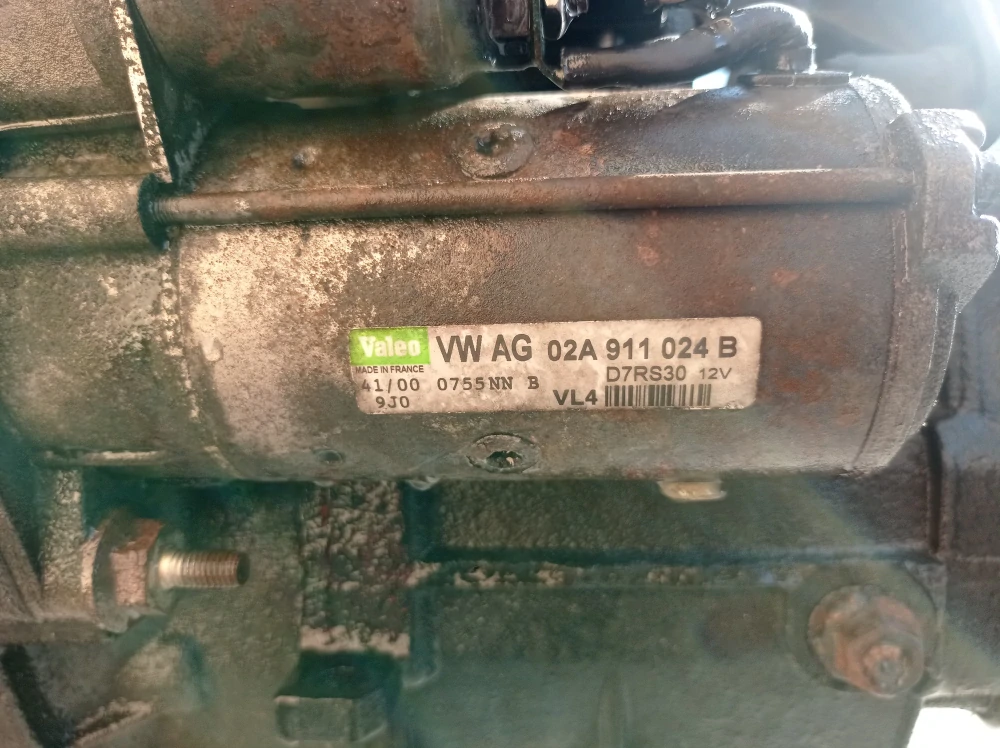 Valeo VW AG 02A 911 024 B
MADE IN FRANCE
41/00 0755NN B D7RS30 12V
9J0 VL4